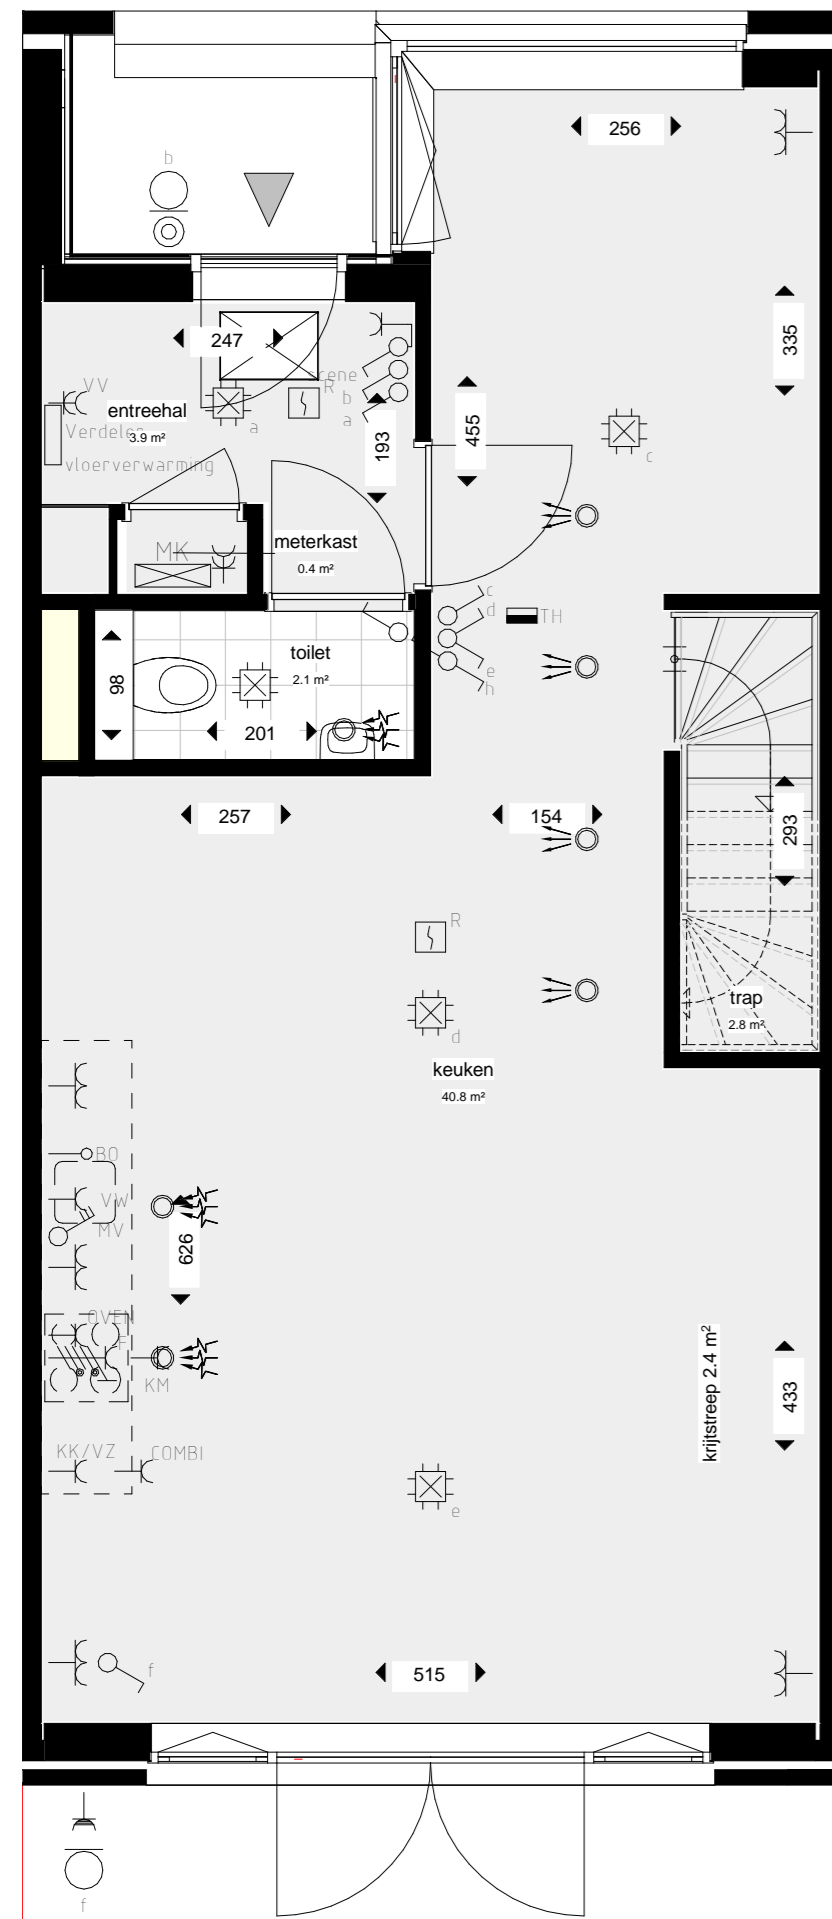 256
b
247
335
scene
R
b
a
VV
entreehal
3.9 m²
Verdeler
vloerverwarming
a
193
455
c
MK
meterkast
0.4 m²
c
d
TH
e
h
toilet
2.1 m²
98
201
257
154
293
R
trap
2.8 m²
d
keuken
40.8 m²
BO
VW
MV
626
OVEN
F
KM
krijtstreep 2.4 m²
433
KK/VZ
COMBI
e
f
515
f